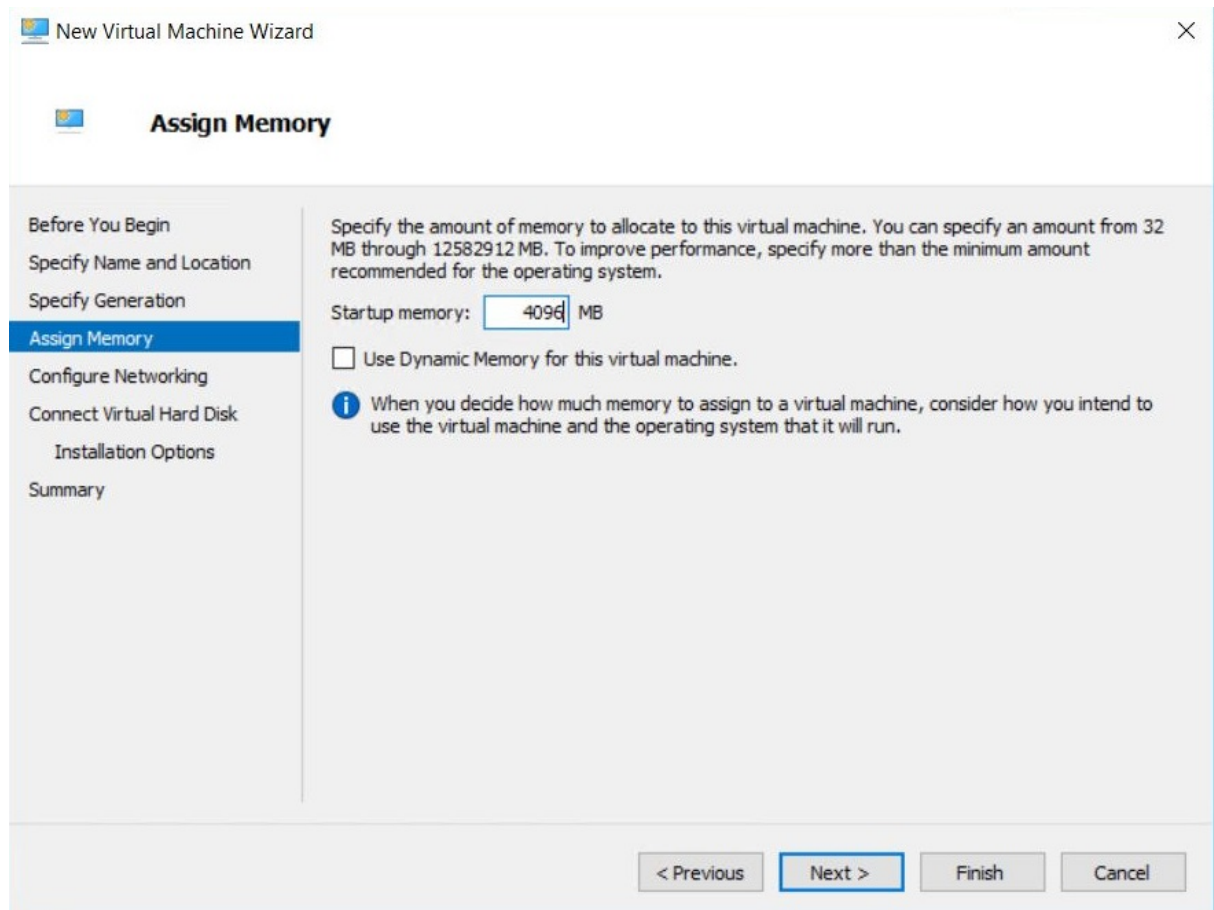 New Virtual Machine Wizard
Assign Memory
Before You Begin
Specify Name and Location
Specify Generation
Assign Memory
Configure Networking
Connect Virtual Hard Disk
Installation Options
Summary
Specify the amount of memory to allocate to this virtual machine. You can specify an amount from 32
MB through 12582912 MB. To improve performance, specify more than the minimum amount
recommended for the operating system.
Startup memory: 4096 MB
Use Dynamic Memory for this virtual machine.
When you decide how much memory to assign to a virtual machine, consider how you intend to
use the virtual machine and the operating system that it will run.
< Previous Next > Finish Cancel